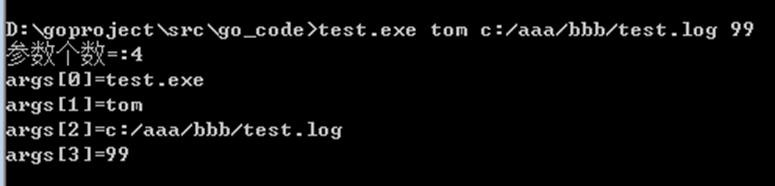 D:\goproject\src\go_code>test.exe tom c:/aaa/bbb/test.log 99
参数个数=:4
args[0]=test.exe
args[1]=tom
args[2]=c:/aaa/bbb/test.log
args[3]=99